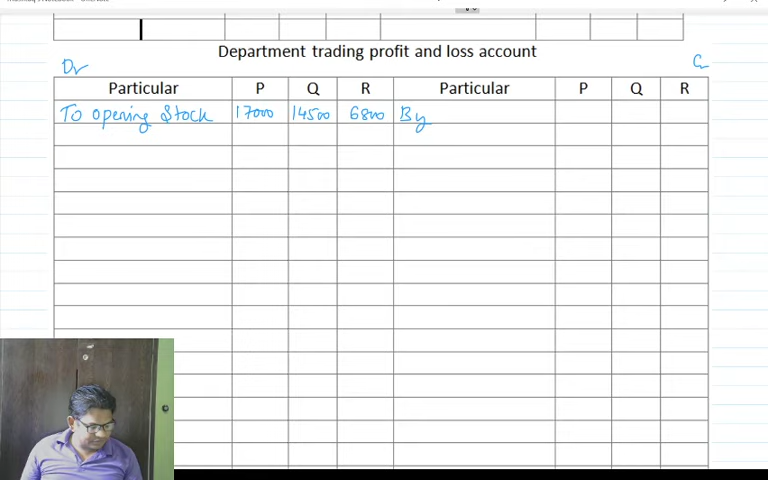 Department trading profit and loss account
Dr
Cr
Particular P Q R Particular P Q R
To Opening Stock 17000 14500 6800 By